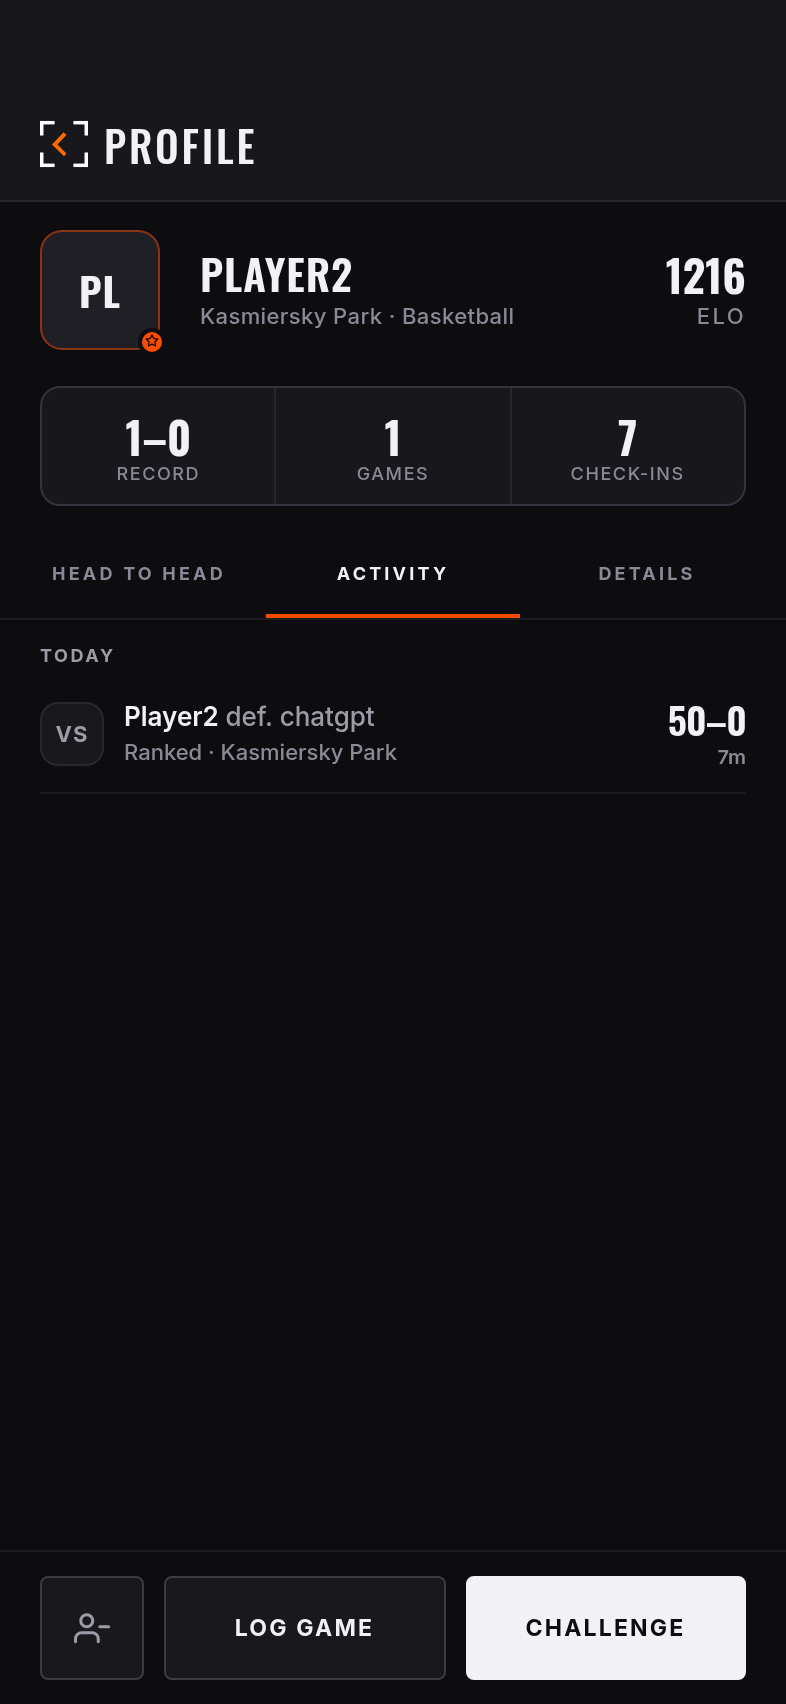 PROFILE
PL
PLAYER2
Kasmiersky Park · Basketball
1216
ELO
1–0
RECORD
1
GAMES
7
CHECK-INS
HEAD TO HEAD
ACTIVITY
DETAILS
TODAY
VS
Player2 def. chatgpt
Ranked · Kasmiersky Park
50–0
7m
LOG GAME
CHALLENGE